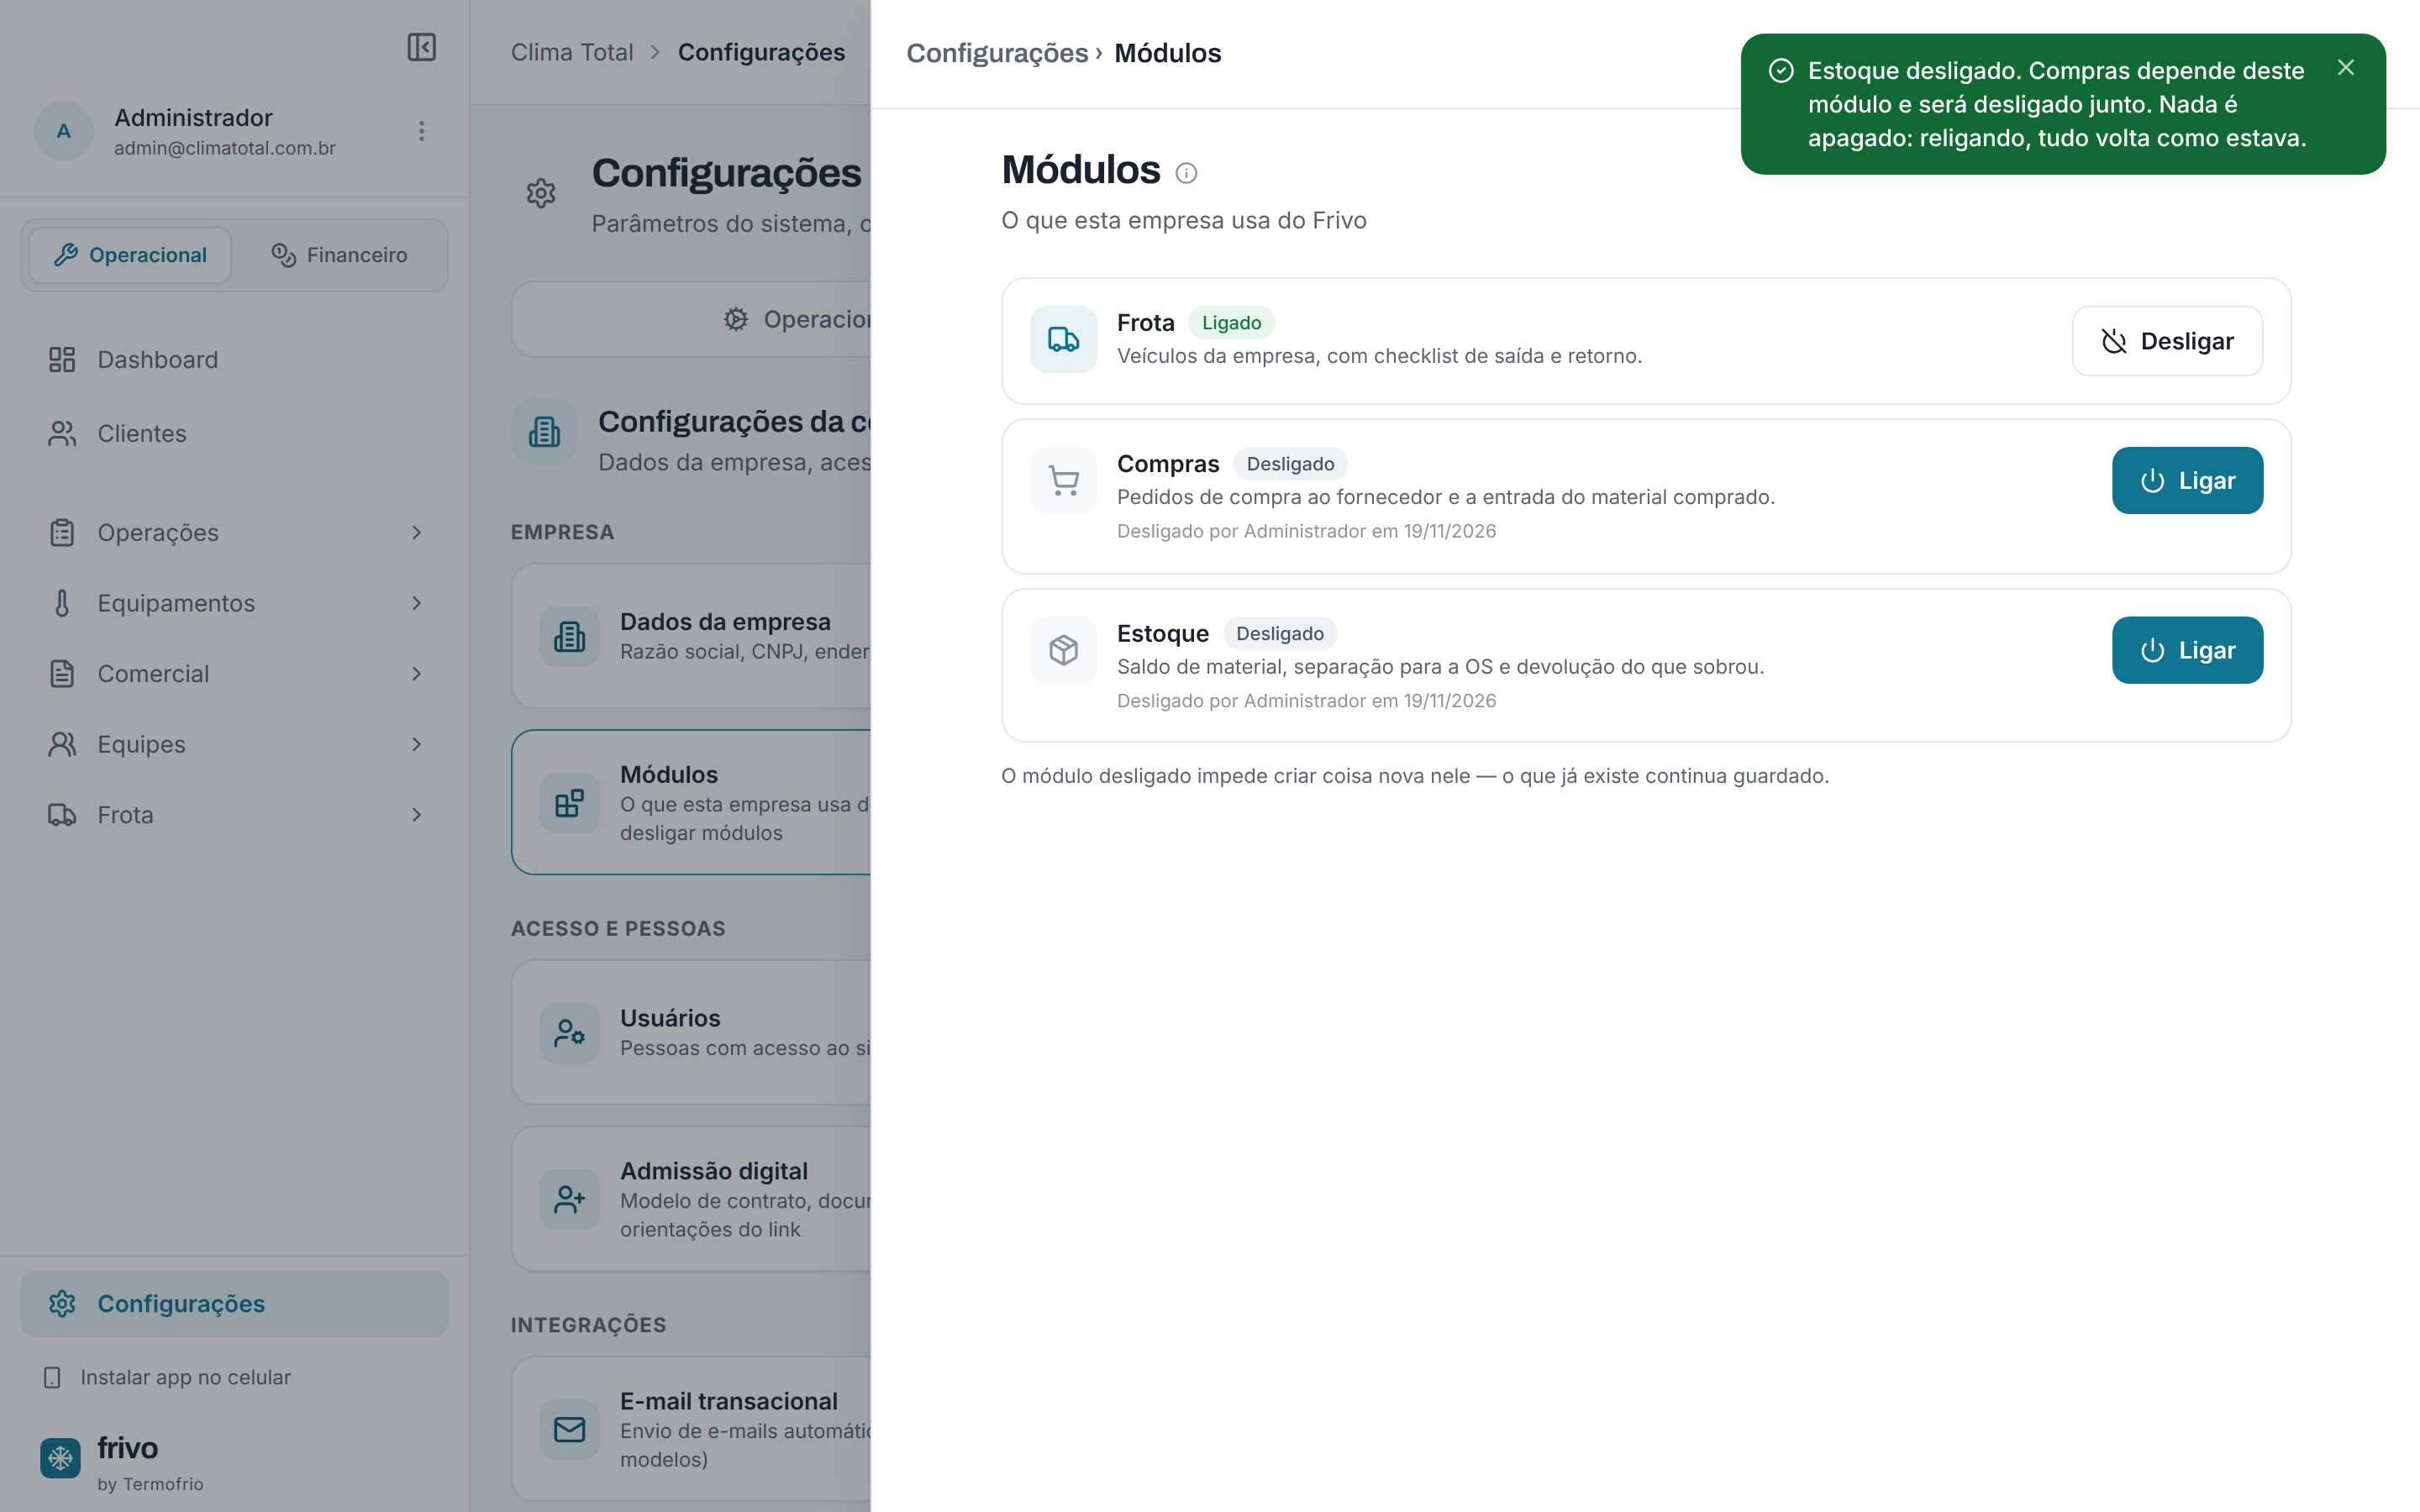 A
Administrador
admin@climatotal.com.br
Operacional
Financeiro
Dashboard
Clientes
Operações
Equipamentos
Comercial
Equipes
Frota
Configurações
Instalar app no celular
frivo
by Termofrio
Clima Total
Configurações
Configurações
Parâmetros do sistema,
Configurações da
Dados da empresa,
EMPRESA
Dados da empresa
Razão social, CNPJ,
Módulos
O que esta empresa usa
desligar módulos
ACESSO E PESSOAS
Usuários
Pessoas com acesso ao
Admissão digital
Modelo de contrato,
orientações do link
INTEGRAÇÕES
E-mail transacional
Envio de e-mails
modelos)
Configurações › Módulos
Estoque desligado. Compras depende deste
módulo e será desligado junto. Nada é
apagado: religando, tudo volta como estava.
Módulos
O que esta empresa usa do Frivo
Frota Ligado
Veículos da empresa, com checklist de saída e retorno.
Desligar
Compras Desligado
Pedidos de compra ao fornecedor e a entrada do material comprado.
Desligado por Administrador em 19/11/2026
Ligar
Estoque Desligado
Saldo de material, separação para a OS e devolução do que sobrou.
Desligado por Administrador em 19/11/2026
Ligar
O módulo desligado impede criar coisa nova nele — o que já existe continua guardado.